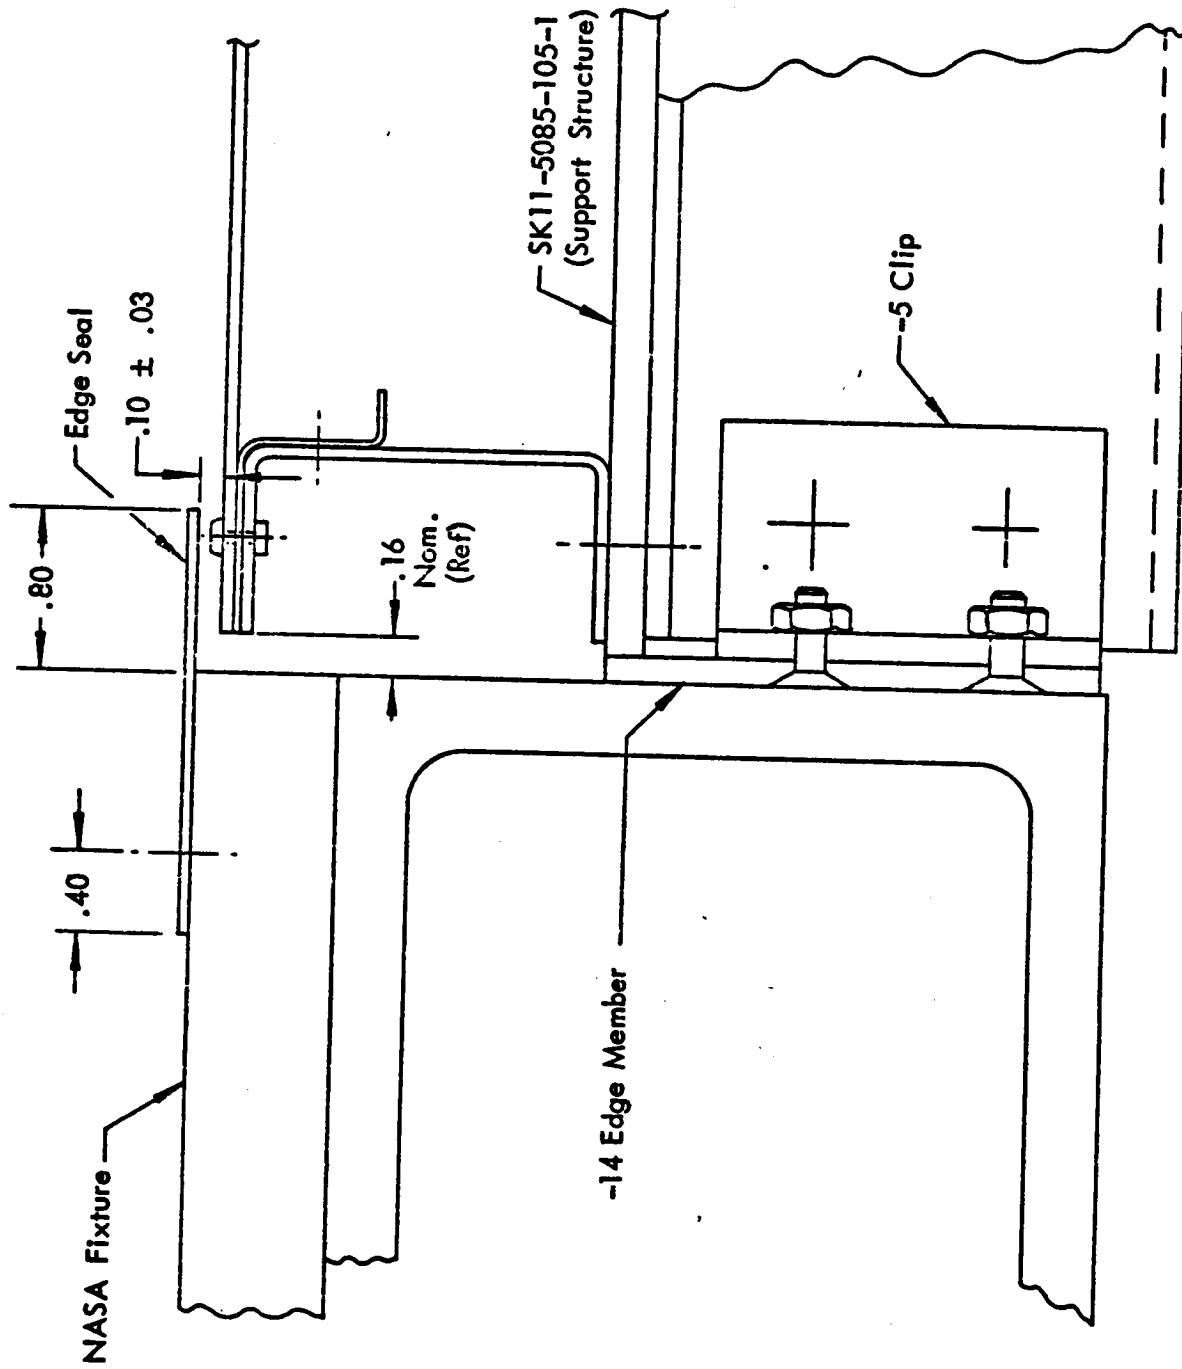 NASA Fixture
.40
.80
Edge Seal
.10 ± .03
.16
Nom.
(Ref)
SK11-5085-105-1
(Support Structure)
-5 Clip
-14 Edge Member